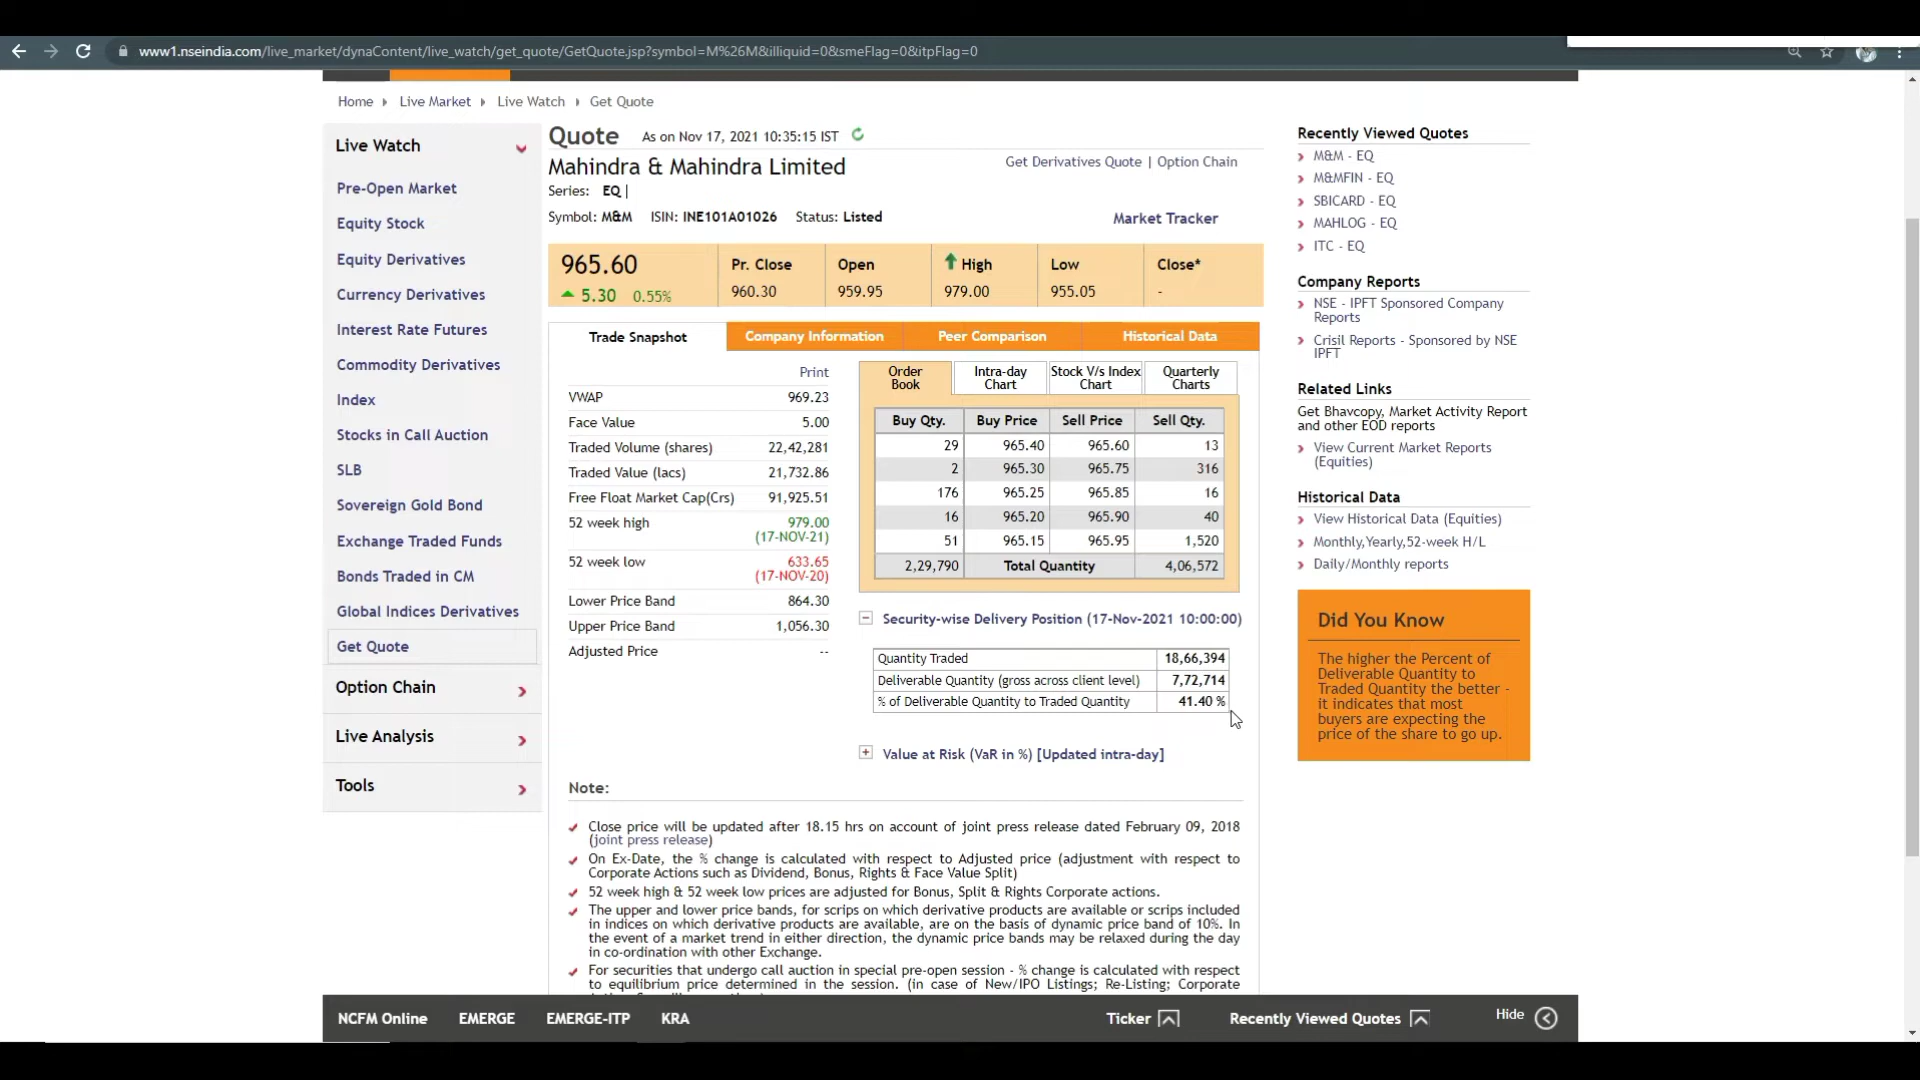 www1.nseindia.com/live_market/dynaContent/live_watch/get_quote/GetQuote.jsp?symbol=M%26M&illiquid=0&smeFlag=0&itpFlag=0
Home Live Market Live Watch Get Quote
Live Watch
Pre-Open Market
Equity Stock
Equity Derivatives
Currency Derivatives
Interest Rate Futures
Commodity Derivatives
Index
Stocks in Call Auction
SLB
Sovereign Gold Bond
Exchange Traded Funds
Bonds Traded in CM
Global Indices Derivatives
Get Quote
Option Chain
Live Analysis
Tools
Quote As on Nov 17, 2021 10:35:15 IST
Mahindra & Mahindra Limited
Get Derivatives Quote | Option Chain
Series: EQ |
Symbol: M&M ISIN: INE101A01026 Status: Listed
Market Tracker
965.60 Pr. Close Open High Low Close*
5.30 0.55% 960.30 959.95 979.00 955.05 -
Trade Snapshot Company Information Peer Comparison Historical Data
Print
VWAP 969.23
Face Value 5.00
Traded Volume (shares) 22,42,281
Traded Value (lacs) 21,732.86
Free Float Market Cap(Crs) 91,925.51
52 week high 979.00
(17-NOV-21)
52 week low 633.65
(17-NOV-20)
Lower Price Band 864.30
Upper Price Band 1,056.30
Adjusted Price --
Order Book
Intra-day Chart
Stock V/s Index Chart
Quarterly Charts
Buy Qty. Buy Price Sell Price Sell Qty.
29 965.40 965.60 13
2 965.30 965.75 316
176 965.25 965.85 16
16 965.20 965.90 40
51 965.15 965.95 1,520
2,29,790 Total Quantity 4,06,572
Security-wise Delivery Position (17-Nov-2021 10:00:00)
Quantity Traded 18,66,394
Deliverable Quantity (gross across client level) 7,72,714
% of Deliverable Quantity to Traded Quantity 41.40 %
Value at Risk (VaR in %) [Updated intra-day]
Note:
Close price will be updated after 18.15 hrs on account of joint press release dated February 09, 2018
(joint press release)
On Ex-Date, the % change is calculated with respect to Adjusted price (adjustment with respect to
Corporate Actions such as Dividend, Bonus, Rights & Face Value Split)
52 week high & 52 week low prices are adjusted for Bonus, Split & Rights Corporate actions.
The upper and lower price bands, for scrips on which derivative products are available or scrips included
in indices on which derivative products are available, are on the basis of dynamic price band of 10%. In
the event of a market trend in either direction, the dynamic price bands may be relaxed during the day
in co-ordination with other Exchange.
For securities that undergo call auction in special pre-open session - % change is calculated with respect
to equilibrium price determined in the session. (in case of New/IPO Listings; Re-Listing; Corporate
Recently Viewed Quotes
M&M - EQ
M&MFIN - EQ
SBICARD - EQ
MAHLOG - EQ
ITC - EQ
Company Reports
NSE - IPFT Sponsored Company
Reports
Crisil Reports - Sponsored by NSE
IPFT
Related Links
Get Bhavcopy, Market Activity Report
and other EOD reports
View Current Market Reports
(Equities)
Historical Data
View Historical Data (Equities)
Monthly,Yearly,52-week H/L
Daily/Monthly reports
Did You Know
The higher the Percent of
Deliverable Quantity to
Traded Quantity the better -
it indicates that most
buyers are expecting the
price of the share to go up.
NCFM Online EMERGE EMERGE-ITP KRA Ticker Recently Viewed Quotes Hide